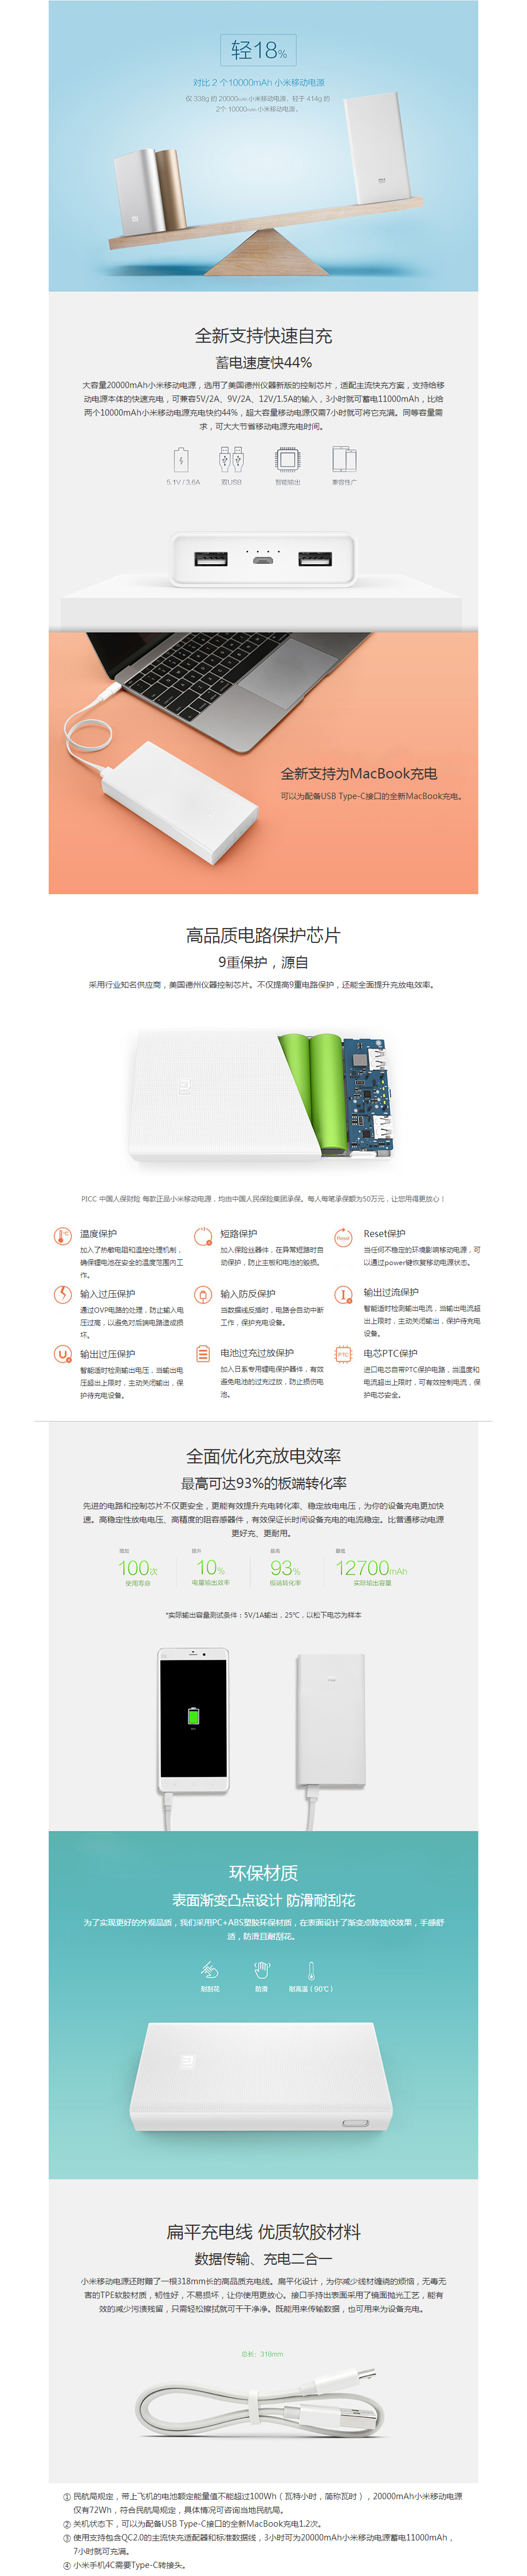 轻18%
对比 2 个10000mAh 小米移动电源
仅 338g 的 20000mAh 小米移动电源，轻于 414g 的
2个 10000mAh 小米移动电源。
全新支持快速自充
蓄电速度快44%
大容量20000mAh小米移动电源，选用了美国德州仪器新版的控制芯片，适配主流快充方案，支持给移
动电源本体的快速充电，可兼容5V/2A、9V/2A、12V/1.5A的输入，3小时就可蓄电11000mAh，比给
两个10000mAh小米移动电源充电快约44%，超大容量移动电源仅需7小时就可将它充满。同等容量需
求，可大大节省移动电源充电时间。
5.1V / 3.6A 双USB 智能输出 兼容性广
全新支持为MacBook充电
可以为配备USB Type-C接口的全新MacBook充电。
高品质电路保护芯片
9重保护，源自
采用行业知名供应商，美国德州仪器控制芯片。不仅提高9重电路保护，还能全面提升充放电效率。
PICC 中国人保财险 每款正品小米移动电源，均由中国人民保险集团承保。每人每笔承保额为50万元，让您用得更放心！
温度保护
加入了热敏电阻和温控处理机制，
确保锂电池在安全的温度范围内工
作。
短路保护
加入保险丝器件，在异常短路时自
动保护，防止主板和电池的毁损。
Reset
Reset保护
当任何不稳定的环境影响移动电源，可
以通过power键恢复移动电源状态。
输入过压保护
通过OVP电路的处理，防止输入电
压过高，以避免对后端电路造成损
坏。
输入防反保护
当数据线反插时，电路会自动中断
工作，保护充电设备。
输出过流保护
智能适时检测输出电流，当输出电流超
出上限时，主动关闭输出，保护待充电
设备。
输出过压保护
智能适时检测输出电压，当输出电
压超出上限时，主动关闭输出，保
护待充电设备。
电池过充过放保护
加入日系专用锂电保护器件，有效
避免电池的过充过放，防止损伤电
池。
PTC
电芯PTC保护
进口电芯自带PTC保护电路，当温度和
电流超出上限时，可有效控制电流，保
护电芯安全。
全面优化充放电效率
最高可达93%的板端转化率
先进的电路和控制芯片不仅更安全，更能有效提升充电转化率、稳定放电电压，为你的设备充电更加快
速。高稳定性放电电压、高精度的阻容感器件，有效保证长时间设备充电的电流稳定。比普通移动电源
更好充、更耐用。
增加 提升 最高 最低
100次 10% 93% 12700mAh
使用寿命 电量输出效率 板端转化率 实际输出容量
*实际输出容量测试条件：5V/1A输出，25℃，以松下电芯为样本
环保材质
表面渐变凸点设计 防滑耐刮花
为了实现更好的外观品质，我们采用PC+ABS塑胶环保材质，在表面设计了渐变点阵蚀纹效果，手感舒
适，防滑且耐刮花。
耐刮花 防滑 耐高温（90℃）
扁平充电线 优质软胶材料
数据传输、充电二合一
小米移动电源还附赠了一根318mm长的高品质充电线。扁平化设计，为你减少线材缠绕的烦恼，无毒无
害的TPE软胶材质，韧性好，不易损坏，让你使用更放心。接口手持出表面采用了镜面抛光工艺，能有
效的减少污渍残留，只需轻松擦拭就可干干净净。既能用来传输数据，也可用来为设备充电。
总长：318mm
① 民航局规定，带上飞机的电池额定能量值不能超过100Wh（瓦特小时，简称瓦时），20000mAh小米移动电源
仅有72Wh，符合民航局规定，具体情况可咨询当地民航局。
② 关机状态下，可以为配备USB Type-C接口的全新MacBook充电1.2次。
③ 使用支持包含QC2.0的主流快充适配器和标准数据线，3小时可为20000mAh小米移动电源蓄电11000mAh，
7小时就可充满。
④ 小米手机4C需要Type-C转接头。